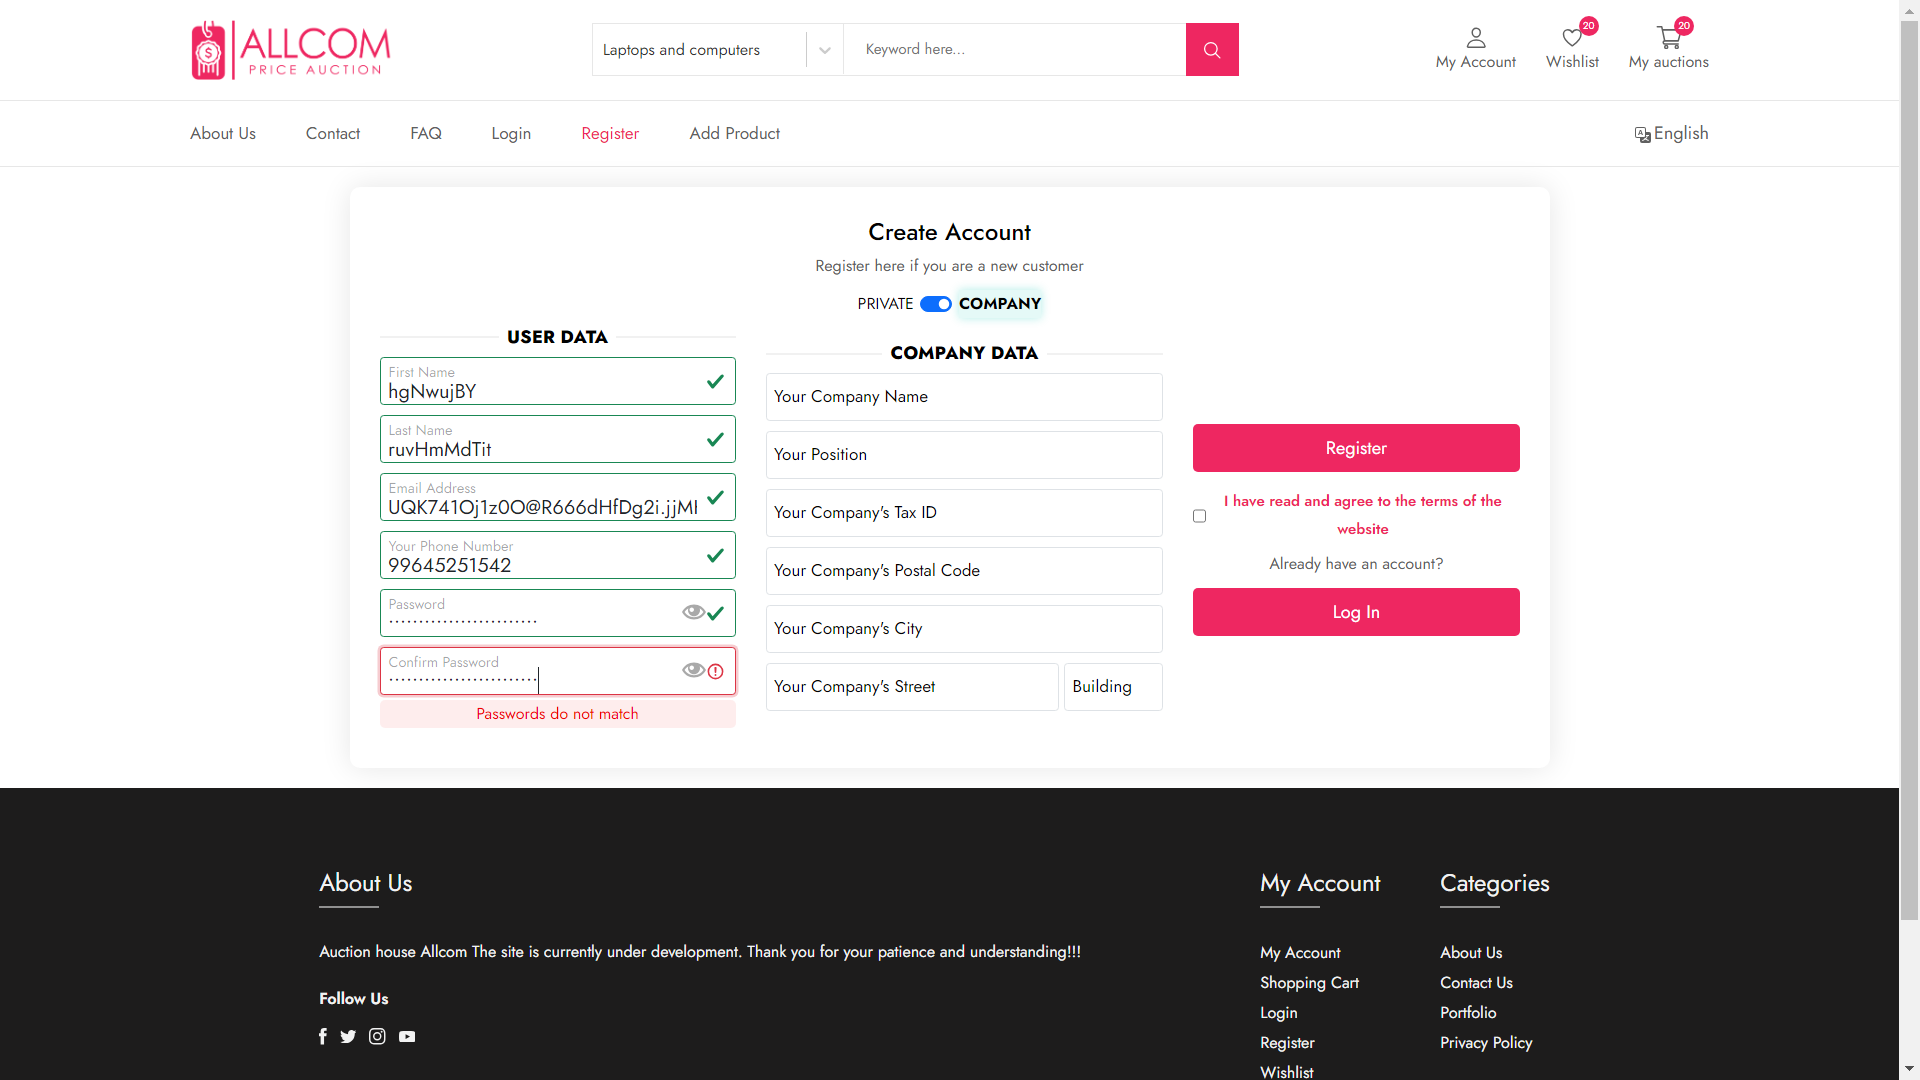 ALLCOM
PRICE AUCTION
Laptops and computers
Keyword here...
My Account
20
Wishlist
20
My auctions
About Us
Contact
FAQ
Login
Register
Add Product
English
Create Account
Register here if you are a new customer
PRIVATE
COMPANY
USER DATA
First Name
hgNwujBY
Last Name
ruvHmMdTit
Email Address
UQK741Oj1z0O@R666dHfDg2i.jjMI
Your Phone Number
99645251542
Password
Confirm Password
Passwords do not match
COMPANY DATA
Your Company Name
Your Position
Your Company's Tax ID
Your Company's Postal Code
Your Company's City
Your Company's Street
Building
Register
I have read and agree to the terms of the
website
Already have an account?
Log In
About Us
Auction house Allcom The site is currently under development. Thank you for your patience and understanding!!!
Follow Us
My Account
My Account
Shopping Cart
Login
Register
Wishlist
Categories
About Us
Contact Us
Portfolio
Privacy Policy